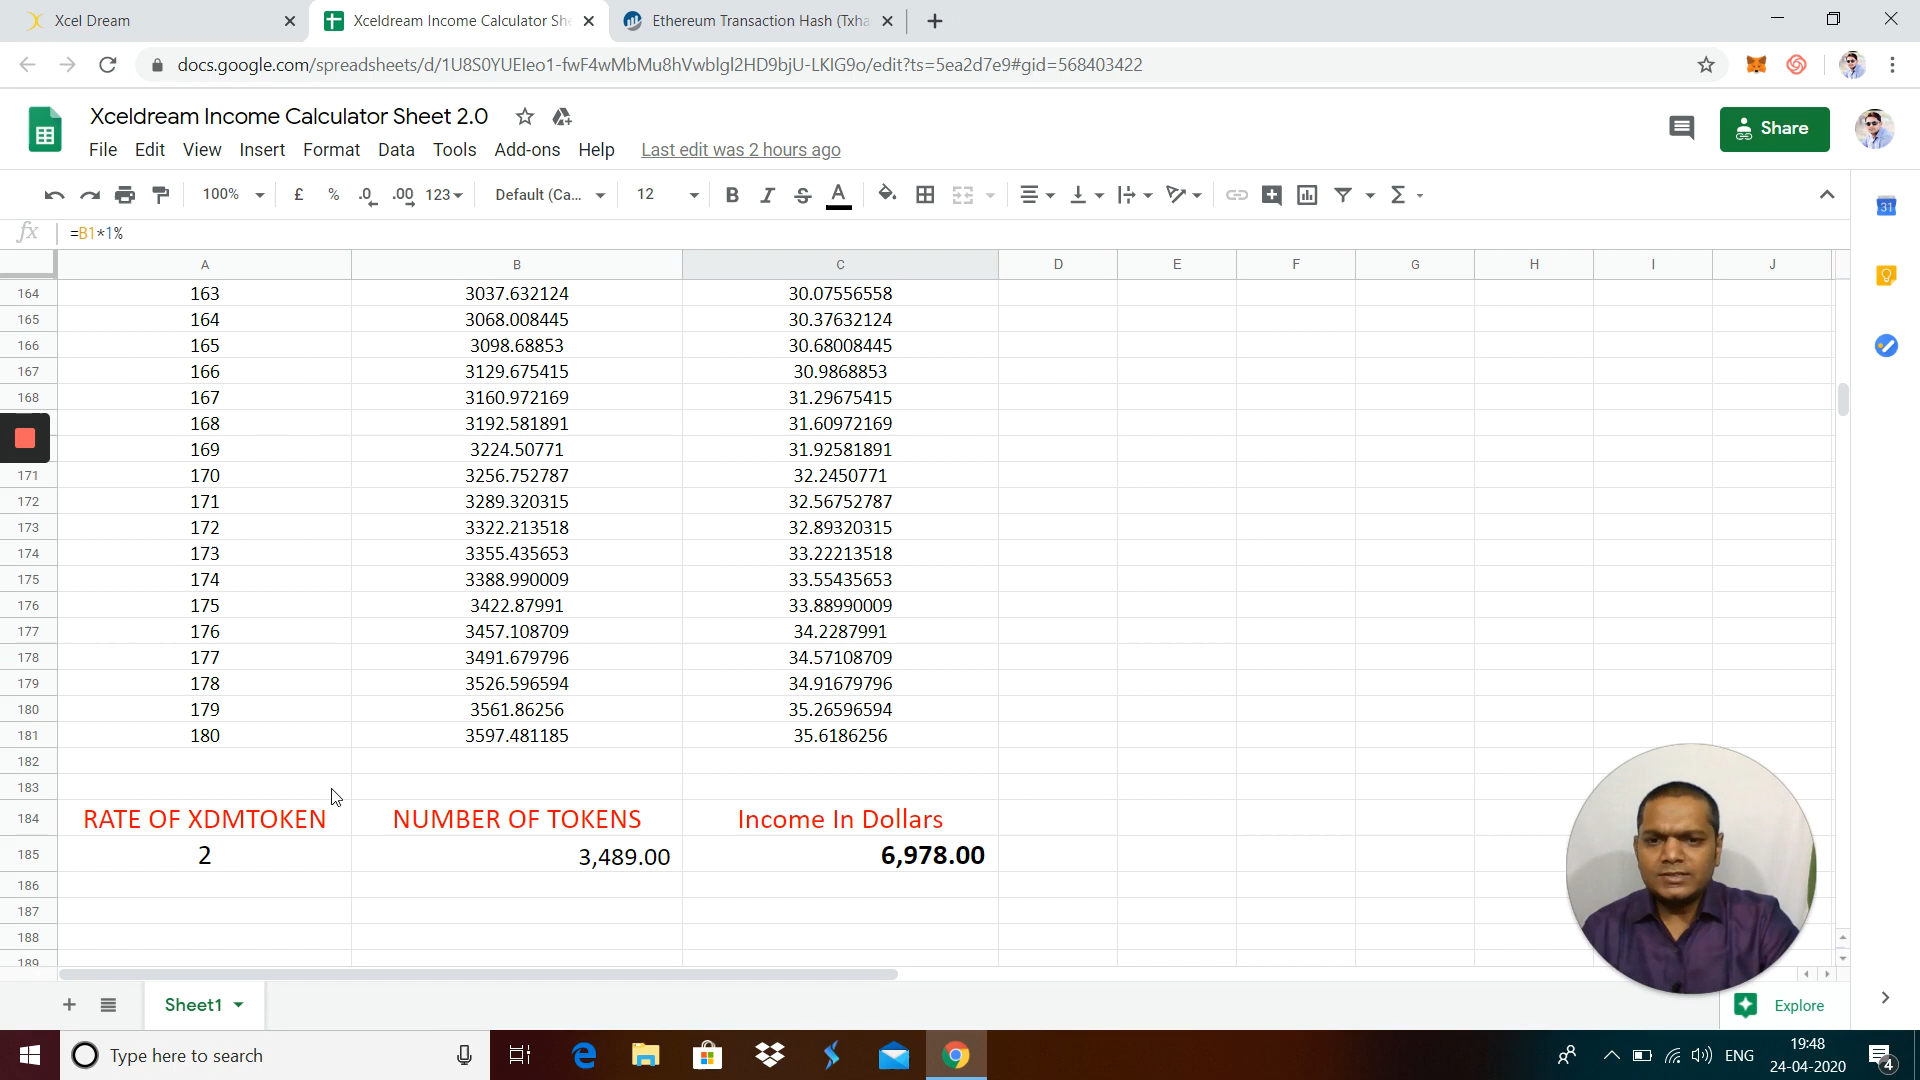 Xcel Dream
Xceldream Income Calculator She
Ethereum Transaction Hash (Txha
docs.google.com/spreadsheets/d/1U8S0YUEIeo1-fwF4wMbMu8hVwblgl2HD9bjU-LKIG9o/edit?ts=5ea2d7e9#gid=568403422
Xceldream Income Calculator Sheet 2.0
Share
File Edit View Insert Format Data Tools Add-ons Help Last edit was 2 hours ago
100% £ % .0 .00 123 Default (Ca... 12 B I S A Σ
31
fx =B1*1%
A B C D E F G H I J
164 163 3037.632124 30.07556558
165 164 3068.008445 30.37632124
166 165 3098.68853 30.68008445
167 166 3129.675415 30.9868853
168 167 3160.972169 31.29675415
168 3192.581891 31.60972169
169 3224.50771 31.92581891
171 170 3256.752787 32.2450771
172 171 3289.320315 32.56752787
173 172 3322.213518 32.89320315
174 173 3355.435653 33.22213518
175 174 3388.990009 33.55435653
176 175 3422.87991 33.88990009
177 176 3457.108709 34.2287991
178 177 3491.679796 34.57108709
179 178 3526.596594 34.91679796
180 179 3561.86256 35.26596594
181 180 3597.481185 35.6186256
182
183
184 RATE OF XDMTOKEN NUMBER OF TOKENS Income In Dollars
185 2 3,489.00 6,978.00
186
187
188
189
Sheet1
Explore
Type here to search
ENG
19:48
24-04-2020
4